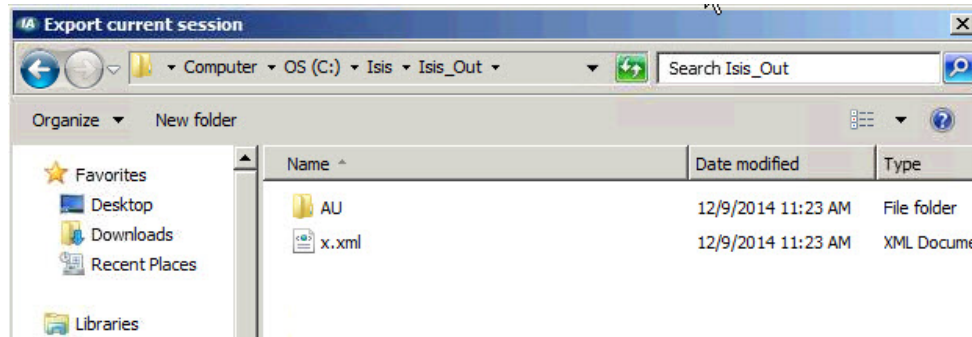 IA Export current session
Computer OS (C:) Isis Isis_Out Search Isis_Out
Organize New folder
Name Date modified Type
Favorites
Desktop
Downloads
Recent Places
Libraries
AU 12/9/2014 11:23 AM File folder
x.xml 12/9/2014 11:23 AM XML Docume